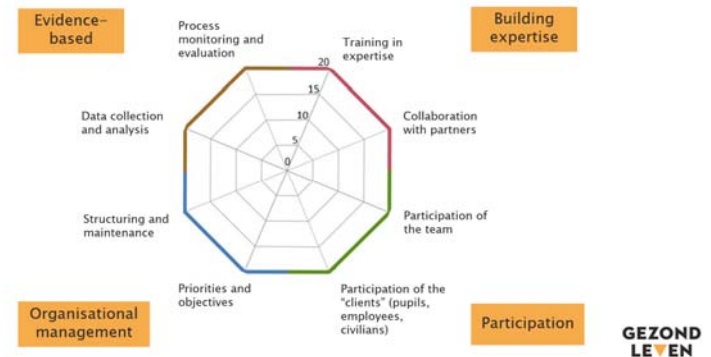 Evidence-
based
Building
expertise
Process
monitoring and
evaluation
Training in
expertise
20
15
10
5
0
Data collection
and analysis
Collaboration
with partners
Structuring and
maintenance
Participation of
the team
Priorities and
objectives
Participation of the
"clients" (pupils,
employees,
civilians)
Organisational
management
Participation
GEZOND
LEVEN